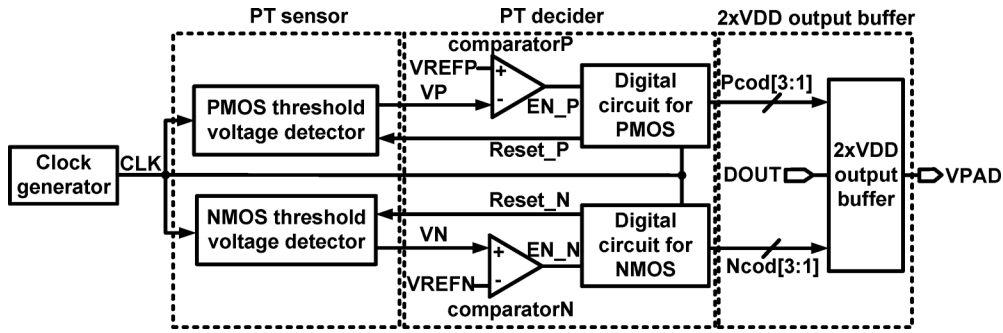 PT sensor
PT decider
2xVDD output buffer
comparatorP
VREFP
VP
EN_P
PMOS threshold
voltage detector
Digital
circuit for
PMOS
Pcod[3:1]
Reset_P
Clock
generator
CLK
DOUT
2xVDD
output
buffer
VPAD
Reset_N
NMOS threshold
voltage detector
VN
EN_N
Digital
circuit for
NMOS
Ncod[3:1]
VREFN
comparatorN
+
-
+
-